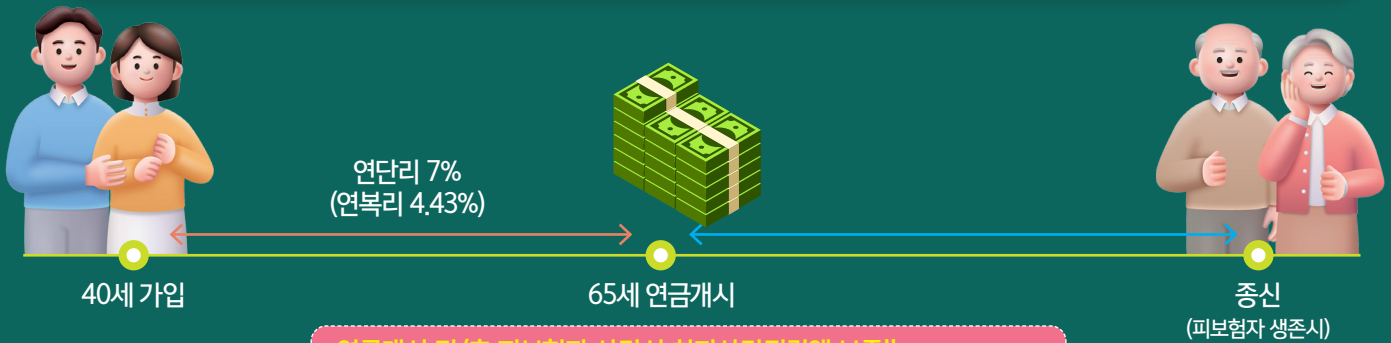 연단리 7%
(연복리 4.43%)
40세 가입
65세 연금개시
종신
(피보험자 생존시)